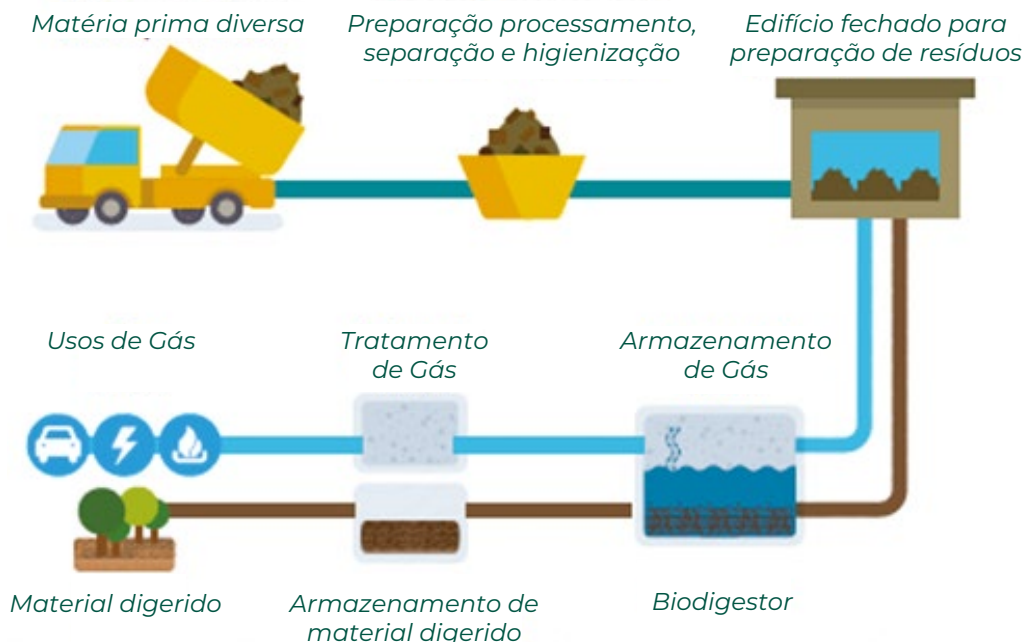 Matéria prima diversa
Preparação processamento,
separação e higienização
Edifício fechado para
preparação de resíduos
Usos de Gás
Tratamento
de Gás
Armazenamento
de Gás
Material digerido
Armazenamento de
material digerido
Biodigestor